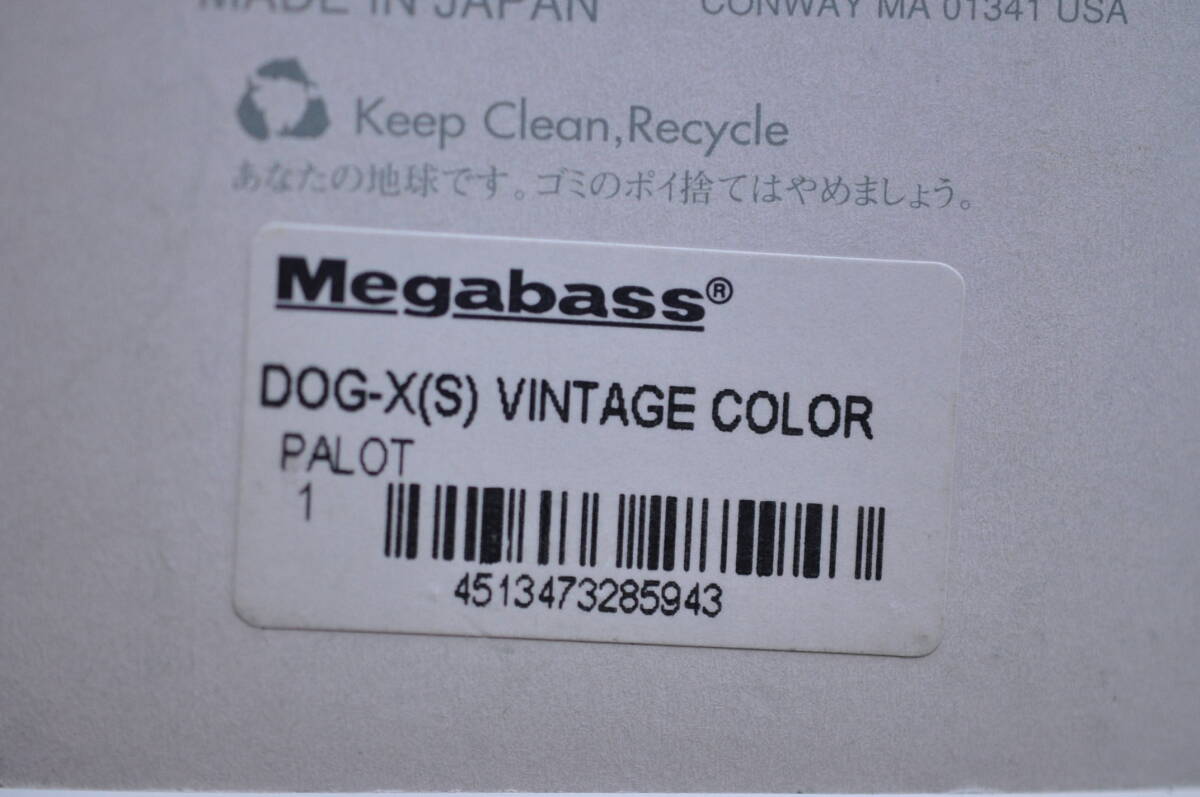 MADE IN JAPAN CONWAY MA 01341 USA
Keep Clean,Recycle
あなたの地球です。ゴミのポイ捨てはやめましょう。
Megabass®
DOG-X(S) VINTAGE COLOR
PALOT
1
4513473285943